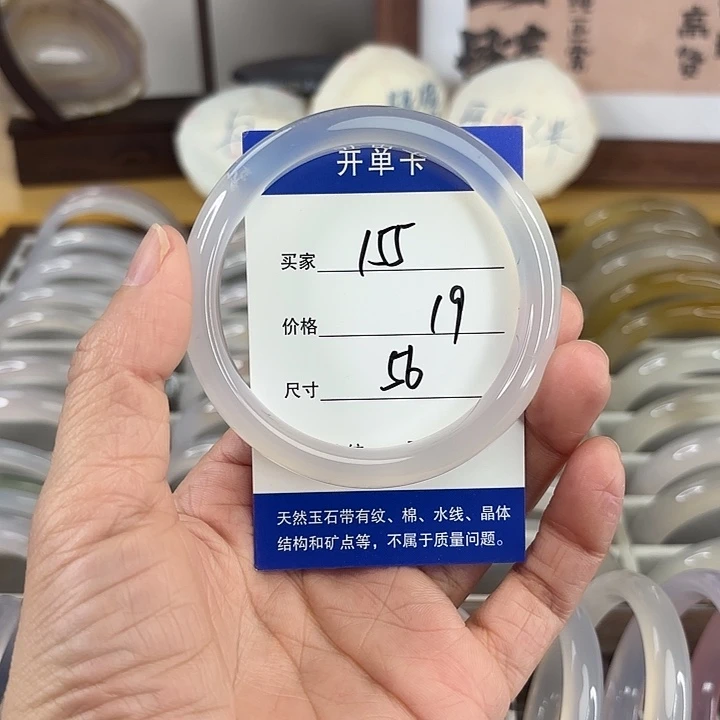 并单卡
买家 155
价格 19
尺寸 56
天然玉石带有纹、棉、水线、晶体
结构和矿点等，不属于质量问题。